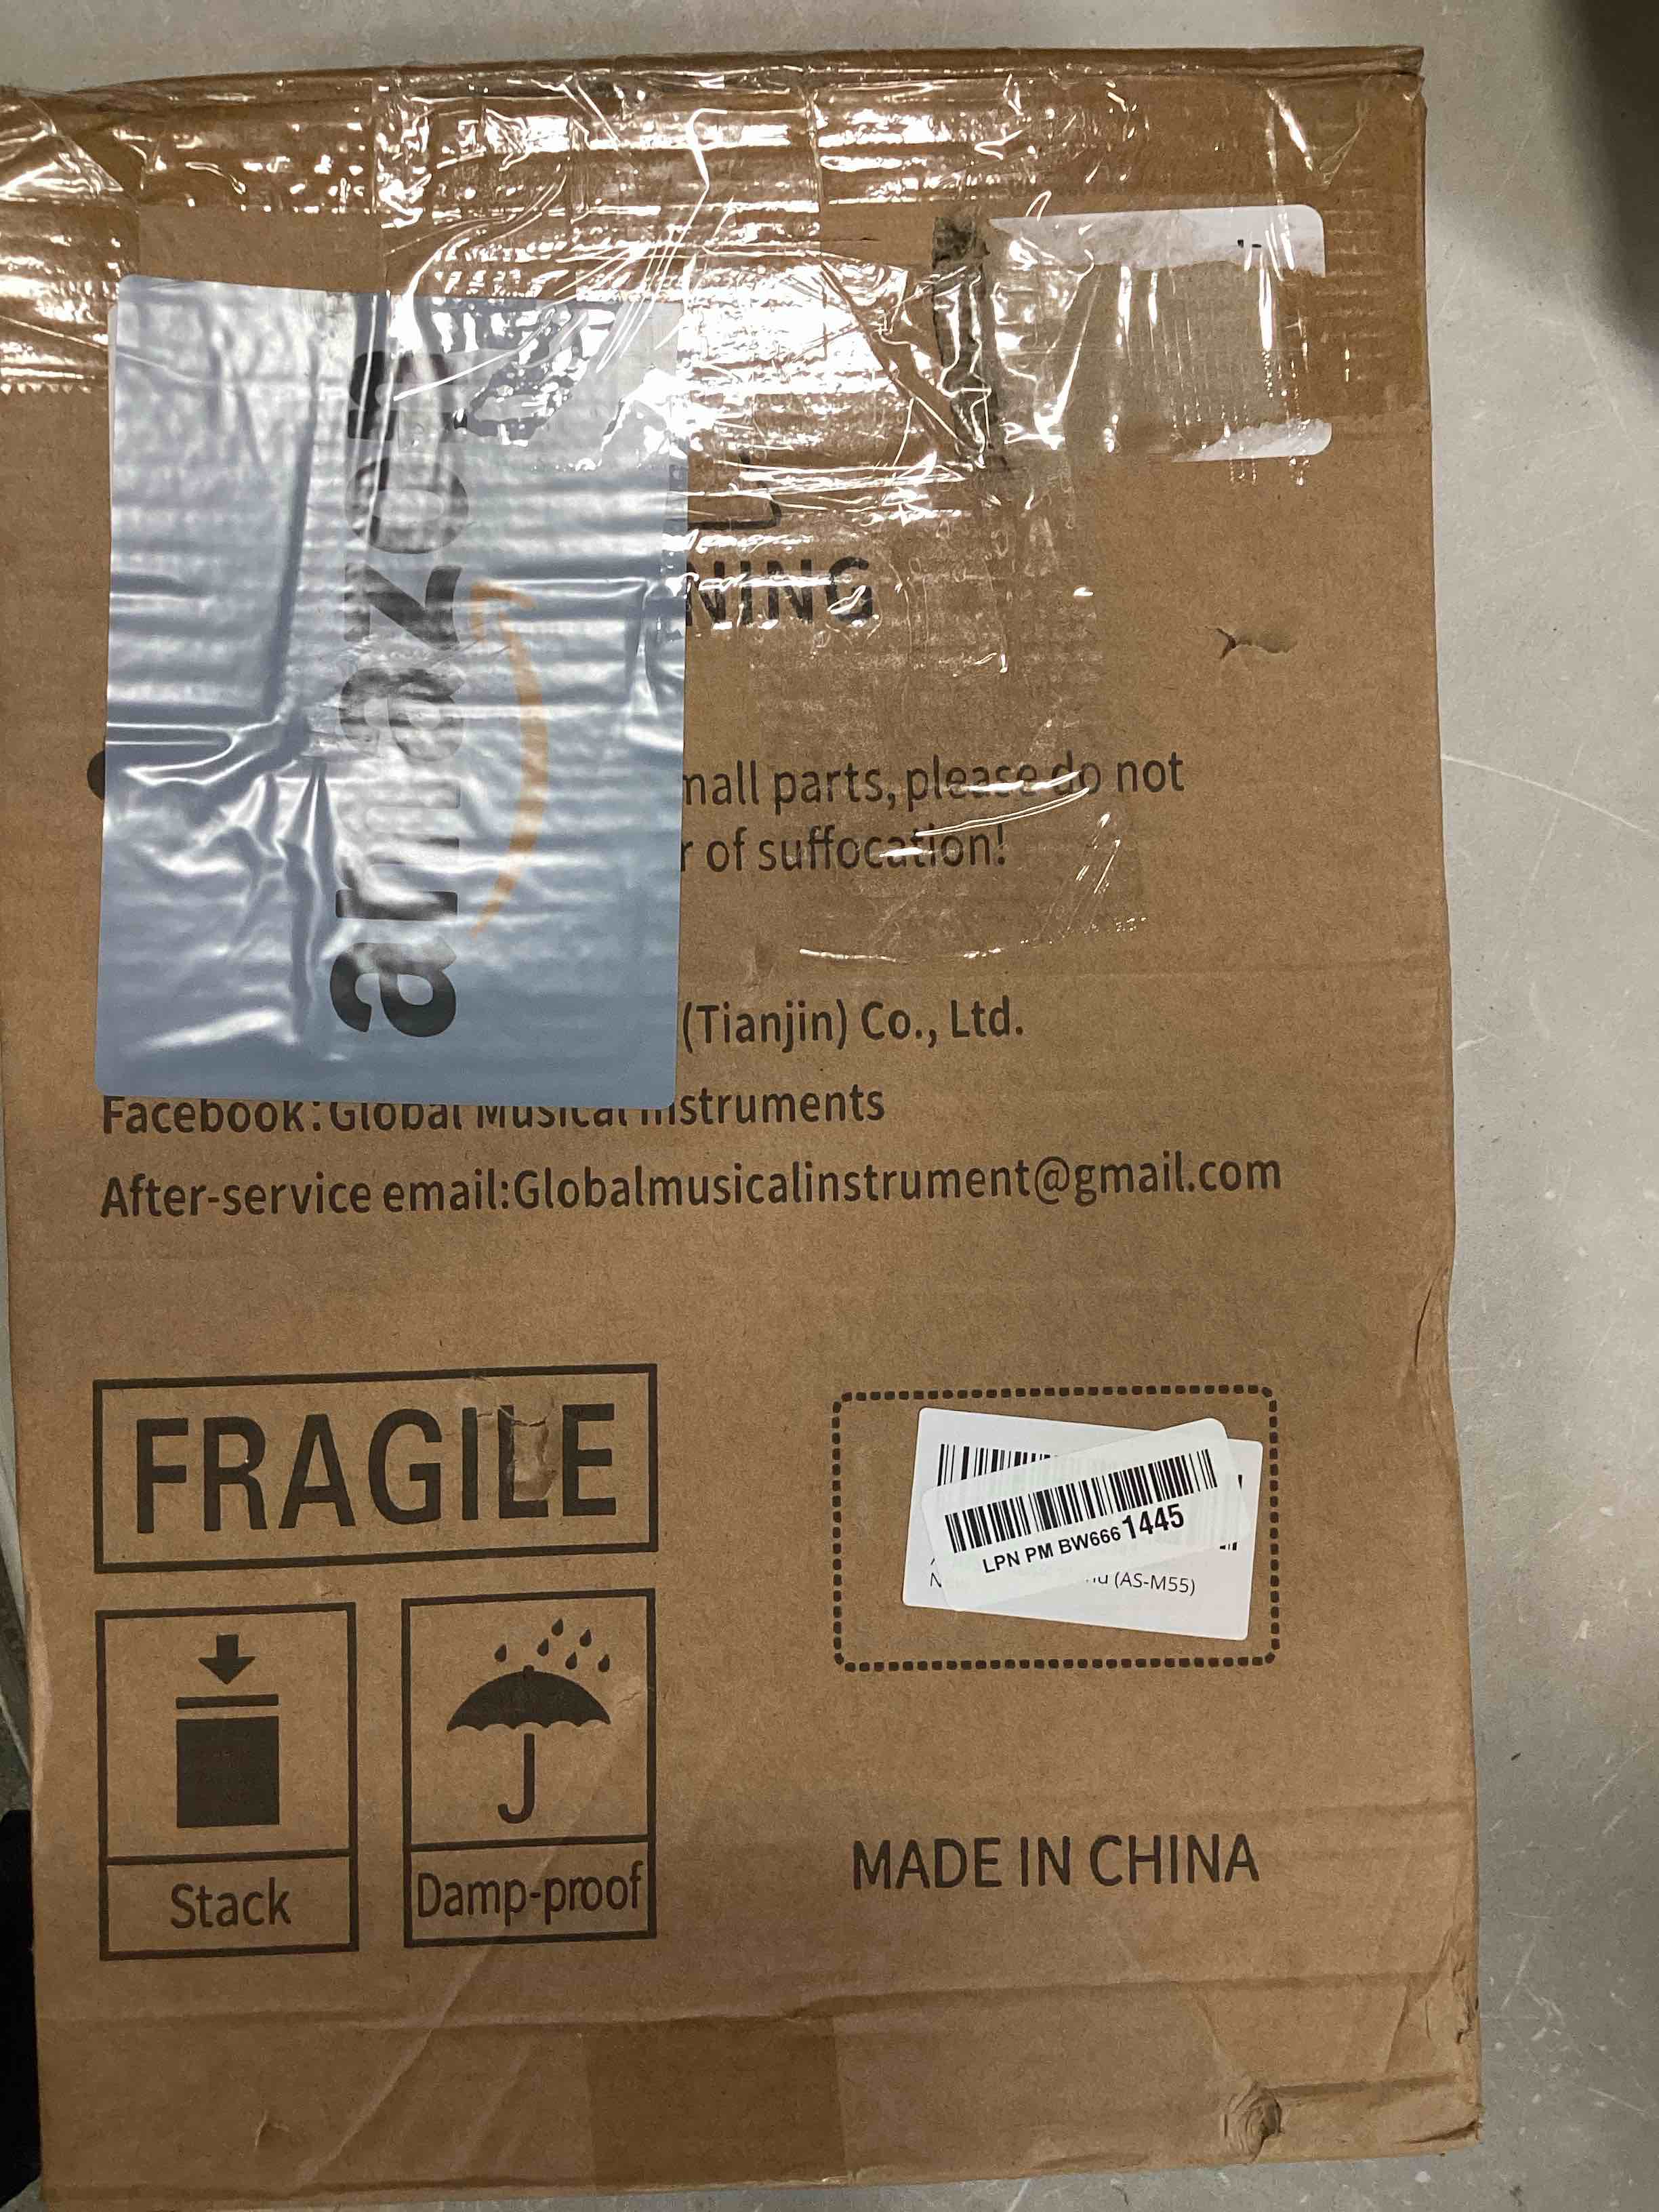 amazon
NING
mall parts, please do not
r of suffocation!
(Tianjin) Co., Ltd.
Facebook:Global Musical Instruments
After-service email:Globalmusicalinstrument@gmail.com
FRAGILE
LPN PM BW6661445
(AS-M55)
Stack
Damp-proof
MADE IN CHINA